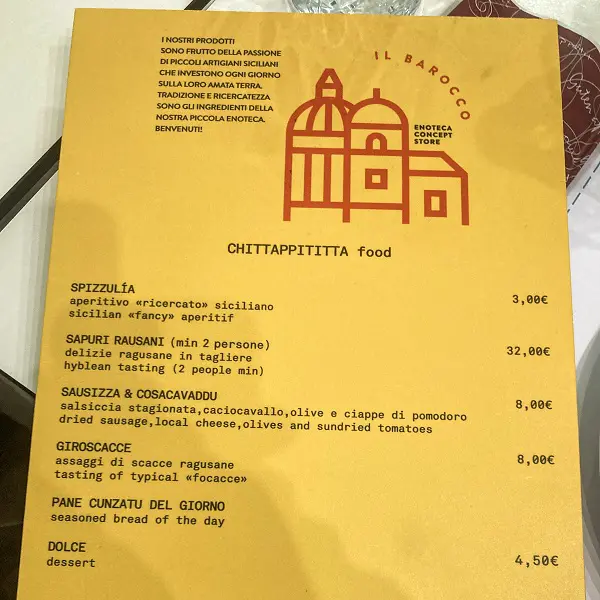 I NOSTRI PRODOTTI
SONO FRUTTO DELLA PASSIONE
DI PICCOLI ARTIGIANI SICILIANI
CHE INVESTONO OGNI GIORNO
SULLA LORO AMATA TERRA.
TRADIZIONE E RICERCATEZZA
SONO GLI INGREDIENTI DELLA
NOSTRA PICCOLA ENOTECA.
BENVENUTI!
IL BAROCCO
ENOTECA
CONCEPT
STORE
CHITTAPPITITTA food
SPIZZULÍA
aperitivo «ricercato» siciliano 3,00€
sicilian «fancy» aperitif
SAPURI RAUSANI (min 2 persone)
delizie ragusane in tagliere 32,00€
hyblean tasting (2 people min)
SAUSIZZA & COSACAVADDU
salsiccia stagionata,caciocavallo,olive e ciappe di pomodoro 8,00€
dried sausage,local cheese,olives and sundried tomatoes
GIROSCACCE
assaggi di scacce ragusane 8,00€
tasting of typical «focacce»
PANE CUNZATU DEL GIORNO
seasoned bread of the day
DOLCE
dessert 4,50€